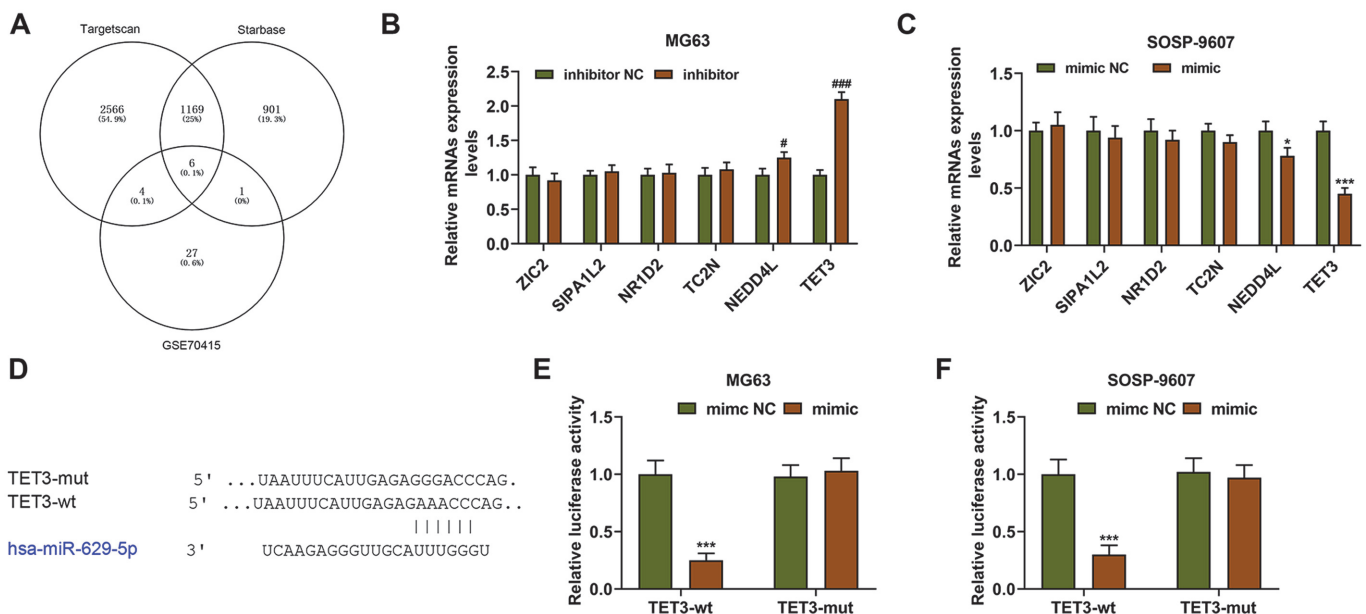 A
Targetscan
Starbase
2566
(54.9%)
1169
(25%)
901
(19.3%)
6
(0.1%)
4
(0.1%)
1
(0%)
27
(0.6%)
GSE70415
B
MG63
inhibitor NC
inhibitor
Relative mRNAs expression
levels
2.5
2.0
1.5
1.0
0.5
0.0
#
###
ZIC2
SIPA1L2
NR1D2
TC2N
NEDD4L
TET3
C
SOSP-9607
mimic NC
mimic
Relative mRNAs expression
levels
1.5
1.0
0.5
0.0
*
***
ZIC2
SIPA1L2
NR1D2
TC2N
NEDD4L
TET3
D
TET3-mut 5' ...UAAUUUCAUUGAGAGGGACCCAG.
TET3-wt 5' ...UAAUUUCAUUGAGAGAAACCCAG..
| | | | | |
hsa-miR-629-5p 3' UCAAGAGGGUUGCAUUUGGGU
E
MG63
mimc NC
mimic
Relative luciferase activity
1.5
1.0
0.5
0.0
***
TET3-wt
TET3-mut
F
SOSP-9607
mimc NC
mimic
Relative luciferase activity
1.5
1.0
0.5
0.0
***
TET3-wt
TET3-mut